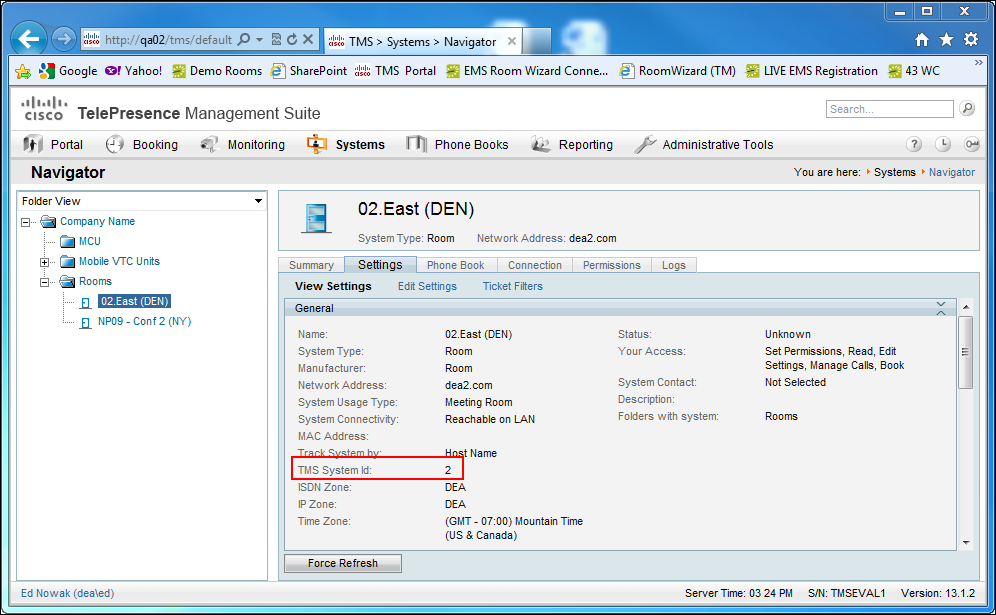 http://qa02/tms/default
TMS > Systems > Navigator
Google Yahoo! Demo Rooms SharePoint TMS Portal EMS Room Wizard Conne... RoomWizard (TM) LIVE EMS Registration 43 WC
CISCO TelePresence Management Suite
Search...
Portal Booking Monitoring Systems Phone Books Reporting Administrative Tools
Navigator
You are here: Systems Navigator
Folder View
Company Name
MCU
Mobile VTC Units
Rooms
02.East (DEN)
NP09 - Conf 2 (NY)
02.East (DEN)
System Type: Room Network Address: dea2.com
Summary Settings Phone Book Connection Permissions Logs
View Settings Edit Settings Ticket Filters
General
Name: 02.East (DEN)
System Type: Room
Manufacturer: Room
Network Address: dea2.com
System Usage Type: Meeting Room
System Connectivity: Reachable on LAN
MAC Address:
Track System by: Host Name
TMS System Id: 2
ISDN Zone: DEA
IP Zone: DEA
Time Zone: (GMT - 07:00) Mountain Time
(US & Canada)
Status: Unknown
Your Access: Set Permissions, Read, Edit
Settings, Manage Calls, Book
System Contact: Not Selected
Description:
Folders with system: Rooms
Force Refresh
Ed Nowak (dea\ed)
Server Time: 03 24 PM S/N: TMSEVAL1 Version: 13.1.2